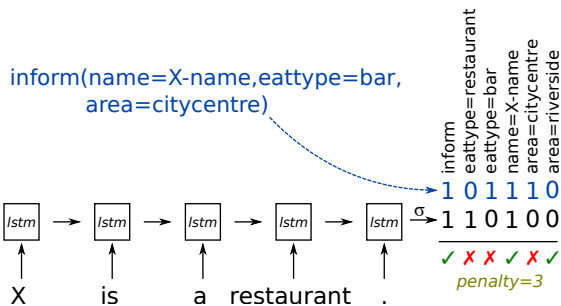 inform(name=X-name,eattype=bar,
area=citycentre)
inform
eattype=restaurant
eattype=bar
name=X-name
area=citycentre
area=riverside
1 0 1 1 1 0
lstm lstm lstm lstm lstm σ 1 1 0 1 0 0
✓ ✗ ✗ ✓ ✗ ✓
penalty=3
X is a restaurant .